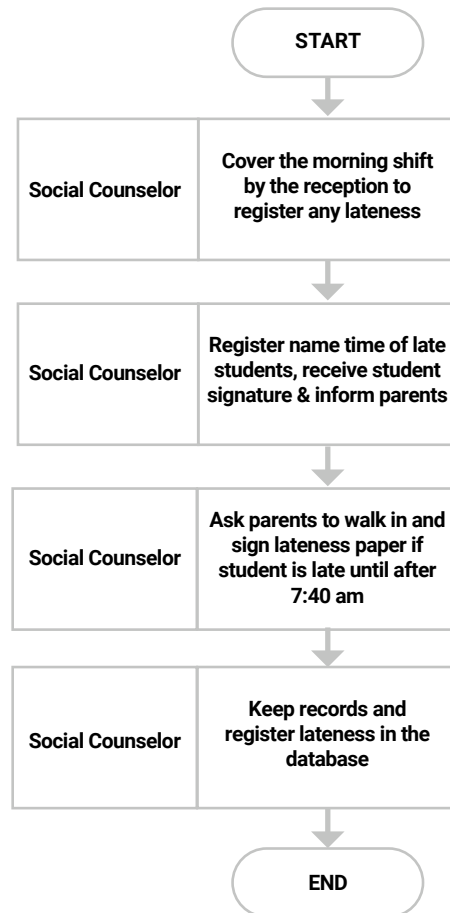 START
Social Counselor
Cover the morning shift
by the reception to
register any lateness
Social Counselor
Register name time of late
students, receive student
signature & inform parents
Social Counselor
Ask parents to walk in and
sign lateness paper if
student is late until after
7:40 am
Social Counselor
Keep records and
register lateness in the
database
END